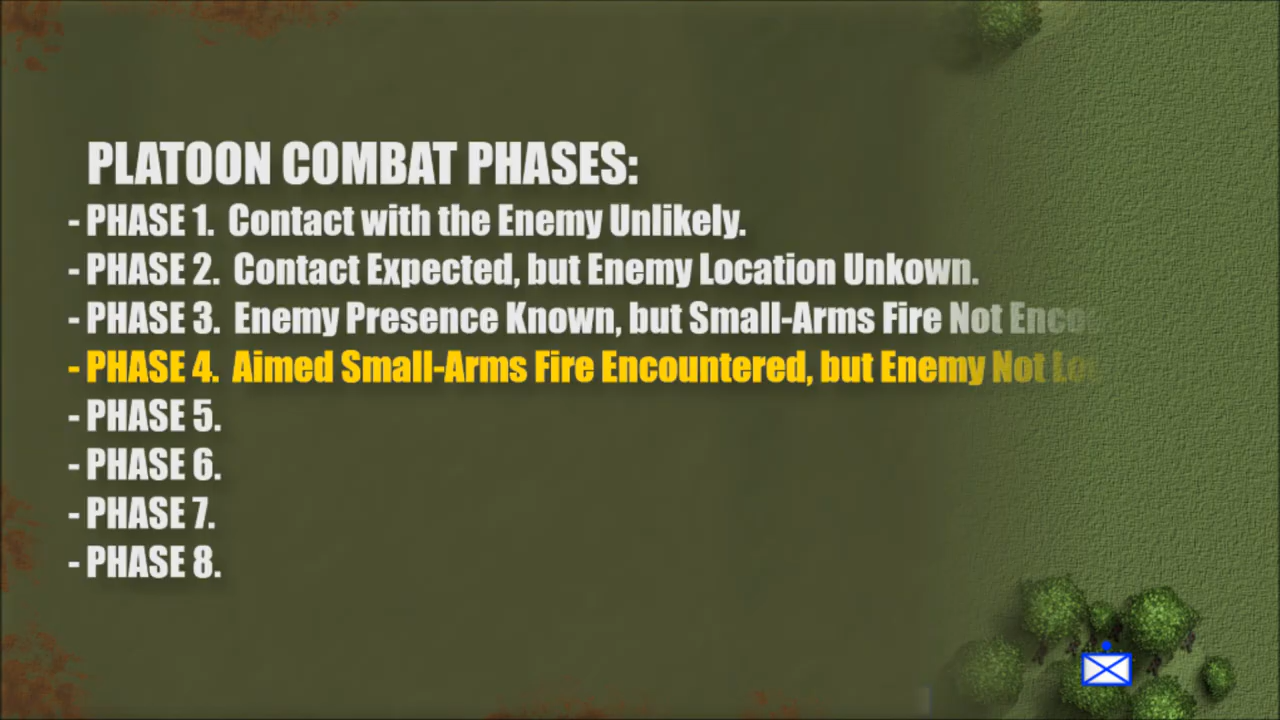 PLATOON COMBAT PHASES:
- PHASE 1. Contact with the Enemy Unlikely.
- PHASE 2. Contact Expected, but Enemy Location Unkown.
- PHASE 3. Enemy Presence Known, but Small-Arms Fire Not
- PHASE 4. Aimed Small-Arms Fire Encountered, but Enemy Not
- PHASE 5.
- PHASE 6.
- PHASE 7.
- PHASE 8.